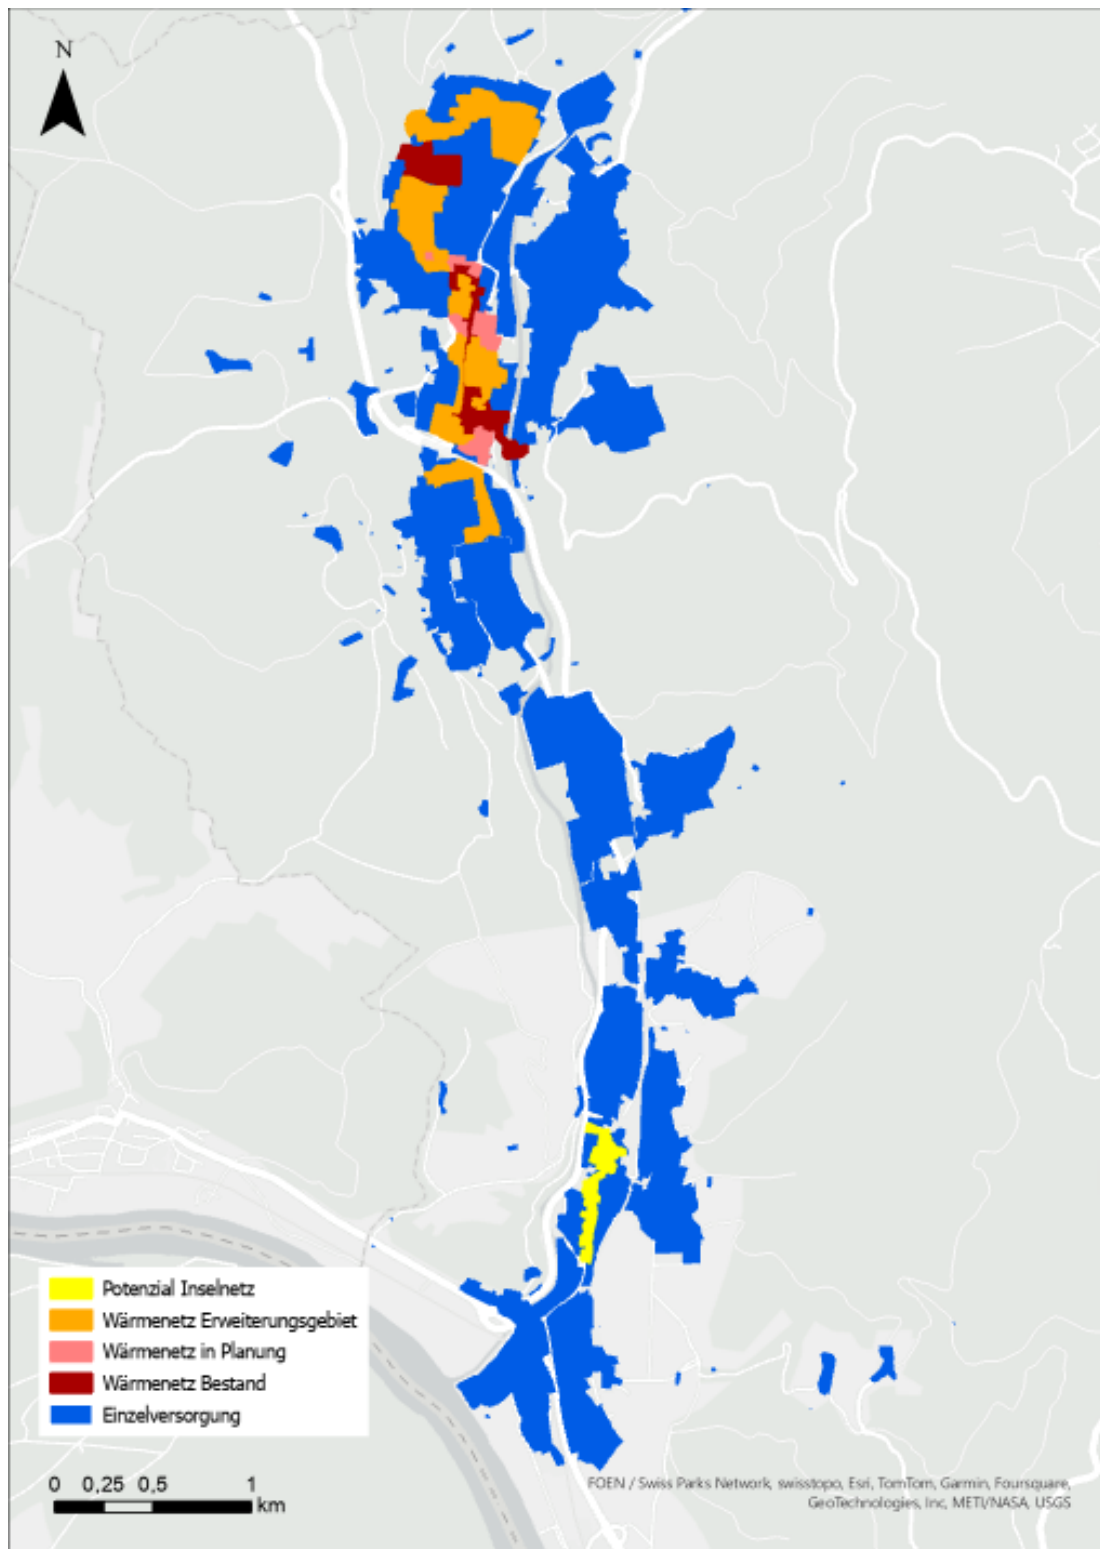 N
Potenzial Inselnetz
Wärmenetz Erweiterungsgebiet
Wärmenetz in Planung
Wärmenetz Bestand
Einzelversorgung
0 0,25 0,5 1
km
FOEN / Swiss Parks Network, swisstopo, Esri, TomTom, Garmin, Foursquare,
GeoTechnologies, Inc, METI/NASA, USGS